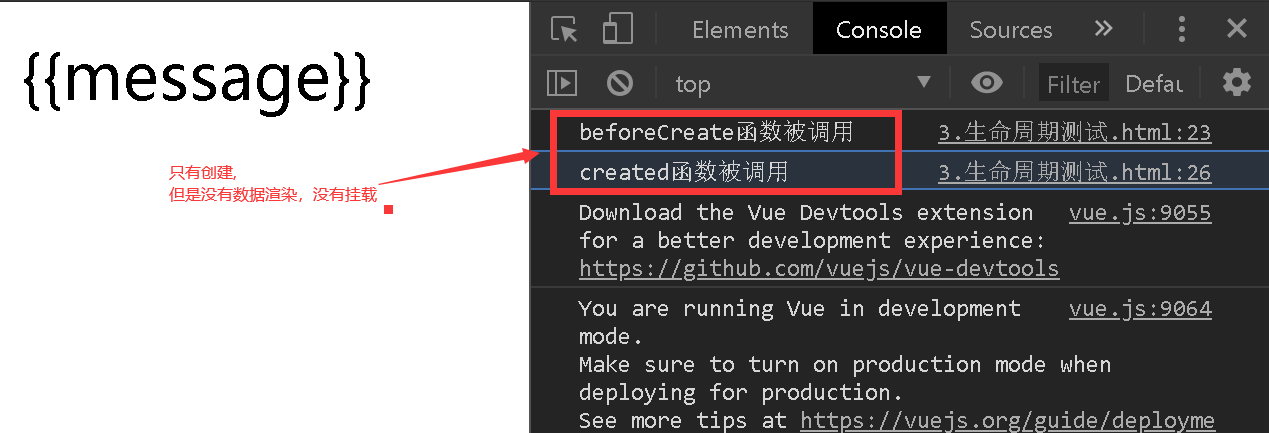 {{message}}
只有创建,
但是没有数据渲染，没有挂载
Elements Console Sources
top Filter Defau
beforeCreate函数被调用 3.生命周期测试.html:23
created函数被调用 3.生命周期测试.html:26
Download the Vue Devtools extension vue.js:9055
for a better development experience:
https://github.com/vuejs/vue-devtools
You are running Vue in development vue.js:9064
mode.
Make sure to turn on production mode when
deploying for production.
See more tips at https://vuejs.org/guide/deployme